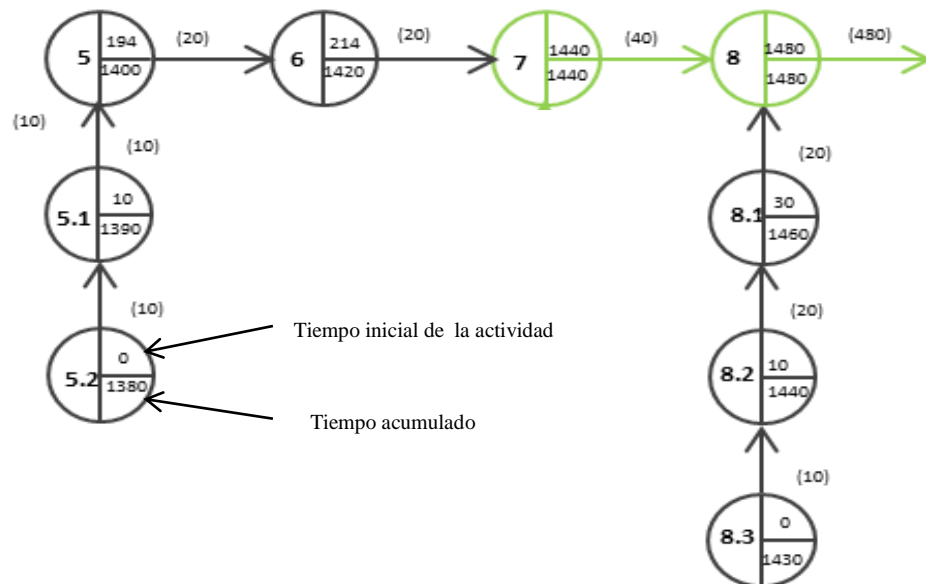 5 194 1400
(20)
6 214 1420
(20)
7 1440 1440
(40)
8 1480 1480
(480)
(10)
(10)
5.1 10 1390
(20)
8.1 30 1460
(10)
5.2 0 1380
Tiempo inicial de la actividad
Tiempo acumulado
(20)
8.2 10 1440
(10)
8.3 0 1430